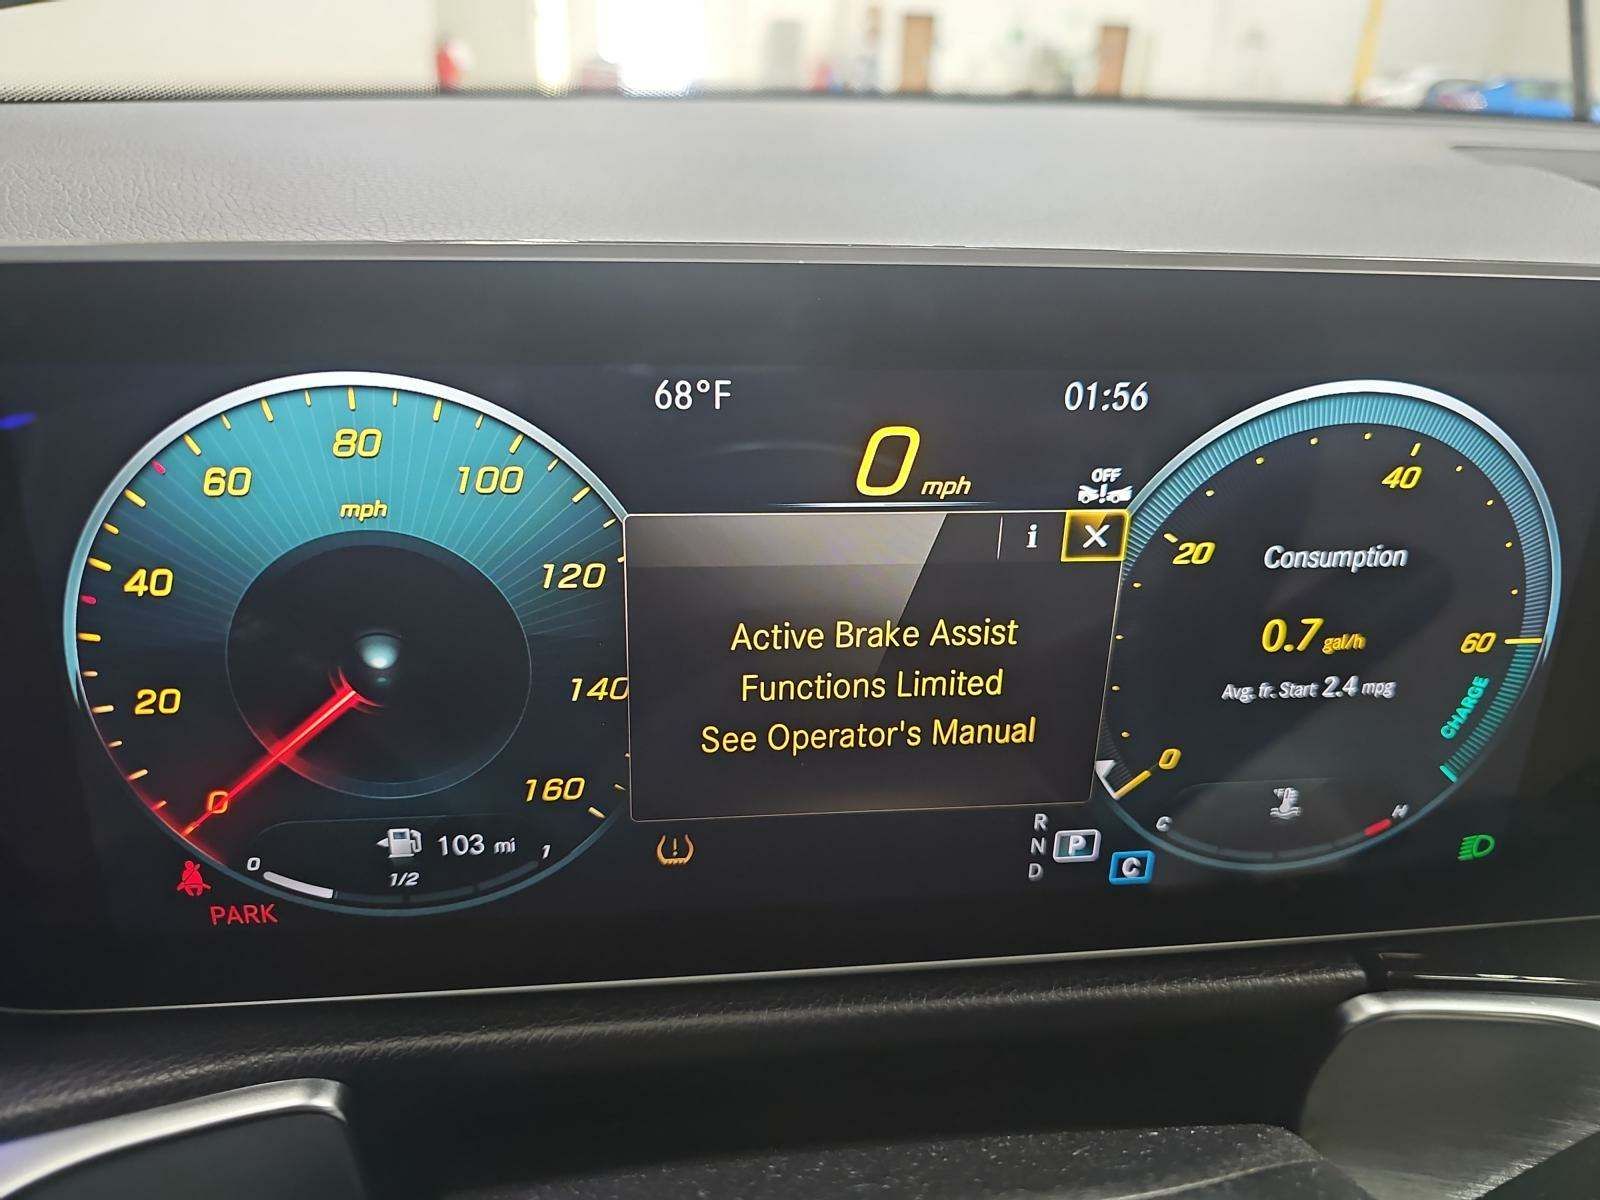 68°F
01:56
0 mph
OFF
i X
Active Brake Assist
Functions Limited
See Operator's Manual
80
60
100
mph
40
120
20
140
0
160
103 mi
0
1
1/2
PARK
40
20
Consumption
0.7 gal/h
60
Avg. fr. Start 2.4 mpg
CHARGE
0
C
H
R
N
P
D
C